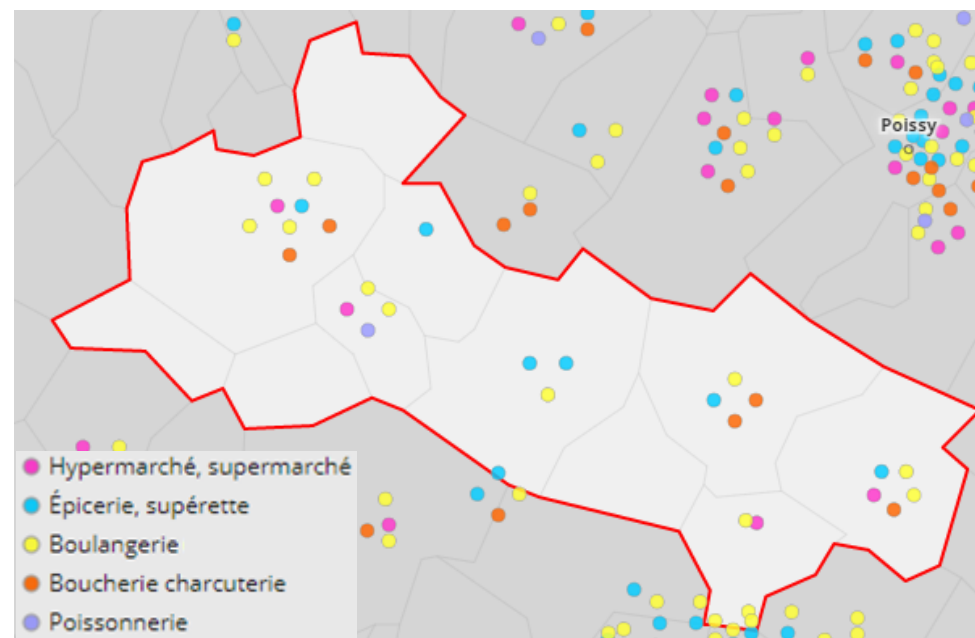 Poissy
Hypermarché, supermarché
Épicerie, supérette
Boulangerie
Boucherie charcuterie
Poissonnerie